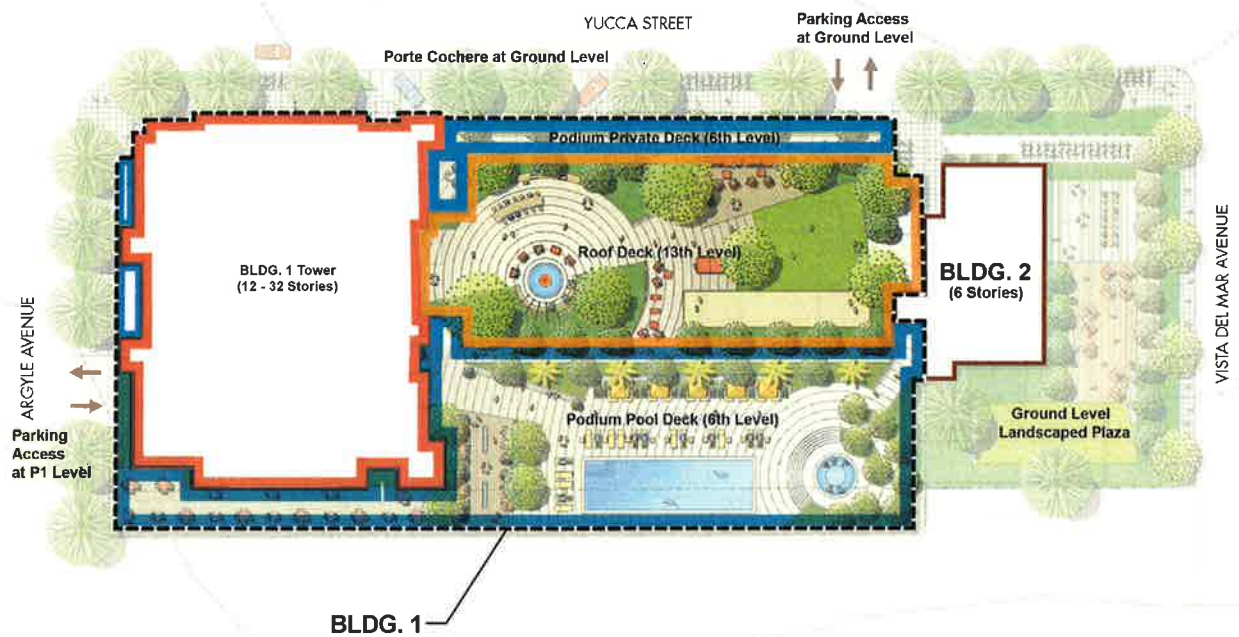 YUCCA STREET
Parking Access
at Ground Level
Porte Cochere at Ground Level
Podium Private Deck (6th Level)
Roof Deck (13th Level)
BLDG. 1 Tower
(12 - 32 Stories)
BLDG. 2
(6 Stories)
ARGYLE AVENUE
VISTA DEL MAR AVENUE
Parking
Access
at P1 Level
Podium Pool Deck (6th Level)
Ground Level
Landscaped Plaza
BLDG. 1